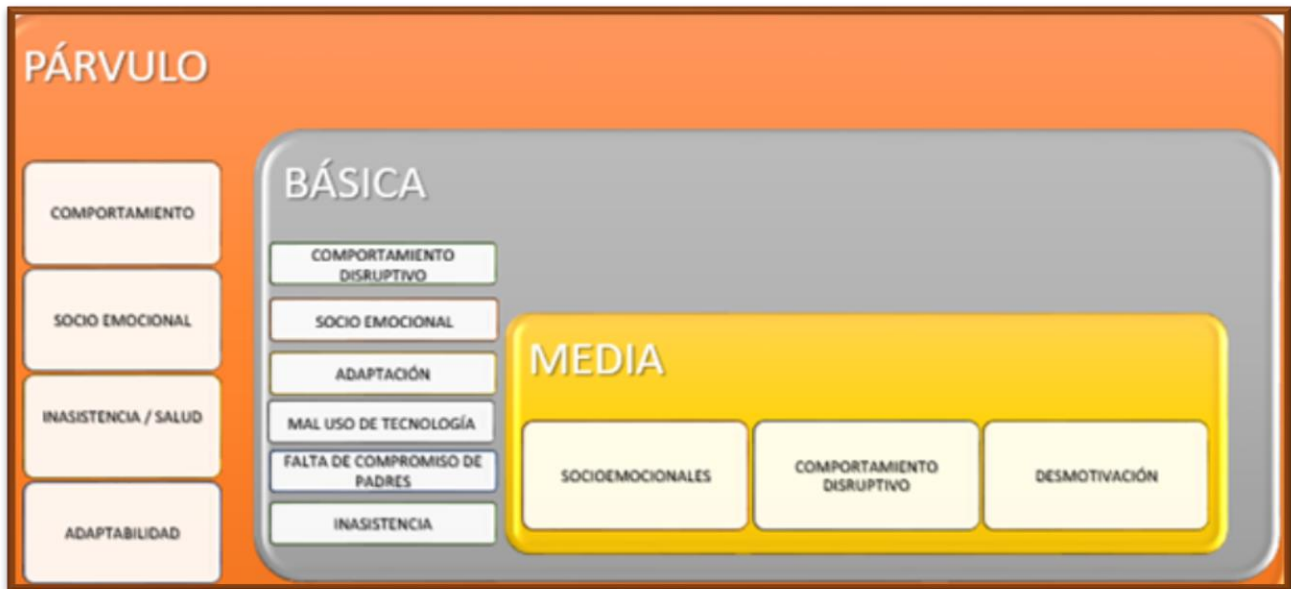 PÁRVULO
COMPORTAMIENTO
SOCIO EMOCIONAL
INASISTENCIA / SALUD
ADAPTABILIDAD
BÁSICA
COMPORTAMIENTO
DISRUPTIVO
SOCIO EMOCIONAL
ADAPTACIÓN
MAL USO DE TECNOLOGÍA
FALTA DE COMPROMISO DE
PADRES
INASISTENCIA
MEDIA
SOCIOEMOCIONALES
COMPORTAMIENTO
DISRUPTIVO
DESMOTIVACIÓN